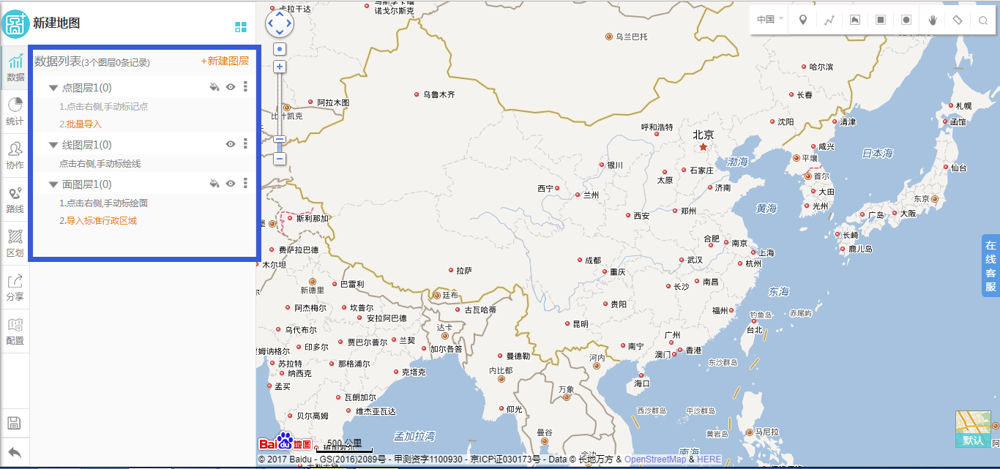 新建地图
数据列表(3个图层0条记录)
+新建图层
点图层1(0)
1.点击右侧,手动标记点
2.批量导入
线图层1(0)
点击右侧,手动标绘线
面图层1(0)
1.点击右侧,手动标绘面
2.导入标准行政区域
数据
统计
协作
路线
区划
分享
配置
中国
卡拉干达
诺戈尔斯克
乌兰巴托
哈尔滨
乌鲁木齐
长春
阿拉木图
札幌
比什凯克
沈阳
清津
函馆
呼和浩特
北京
咸兴
日本海
平壤
渤海
银川
仙台
石家庄
首尔
太原
西宁
济南
大田
兰州
东京
光州
黄海
郑州
大阪
西安
广岛
斯利那加
长崎
合肥
南京
费萨拉巴德
鹿儿岛
上海
木尔坦
成都
武汉
杭州
拉萨
重庆
在线客服
巴雷利
南昌
新德里
长沙
东海
廷布
阿杰梅尔
坎普尔
贵阳
古瓦哈蒂
福州
钓鱼岛
赤尾屿
安拉阿巴德
昆明
达卡
乌代布尔
台北
广州
贾巴尔普尔
兰契
印多尔
加尔各答
南宁
香港
澳门
曼德勒
河内
苏拉特
那格浦尔
东沙群岛
纳西克
克塔克
内比都
海口
孟买
万象
瓦朗加尔
维杰亚瓦达
仰光
西沙群岛
中沙群岛
贝尔高姆
曼谷
黄岩岛
马尼拉
孟加拉湾
默认
Baidu地图
500 公里
南海
© 2017 Baidu - GS(2016)2089号 - 甲测资字1100930 - 京ICP证030173号 - Data © 长地万方 & OpenStreetMap & HERE